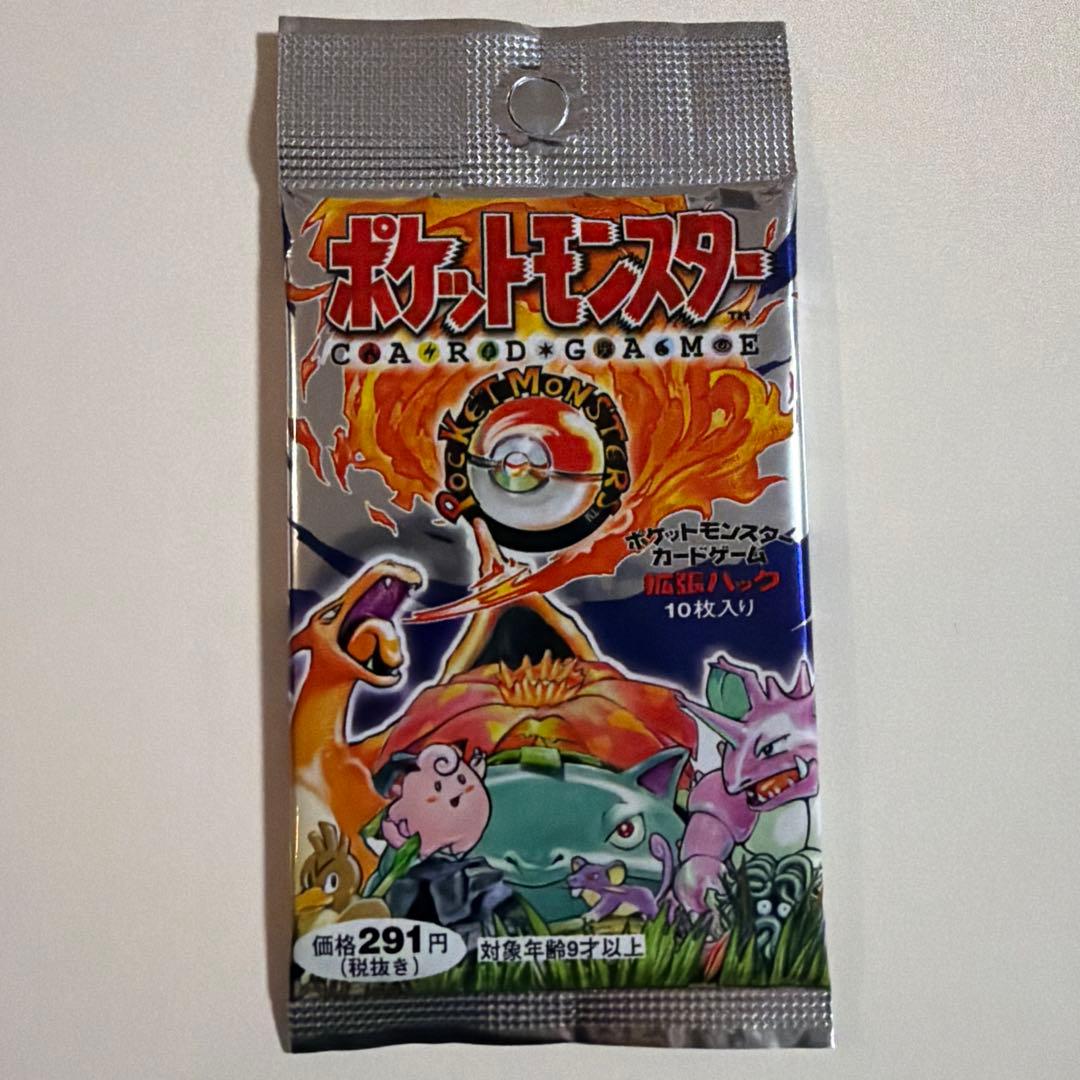 ポケットモンスター
TM
CARD GAME
POCKET MONSTERS
TM
ポケットモンスター
カードゲーム
拡張パック
10枚入り
価格291円
(税抜き)
対象年齢9才以上